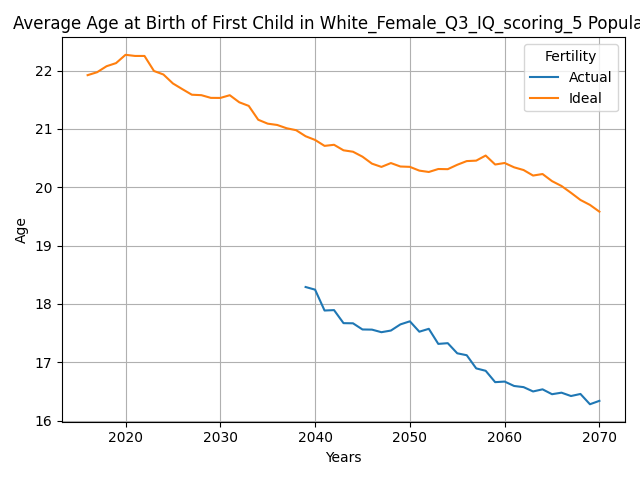 Average Age at Birth of First Child in White_Female_Q3_IQ_scoring_5 Popula
Fertility
Actual
Ideal
Age
22
21
20
19
18
17
16
2020 2030 2040 2050 2060 2070
Years